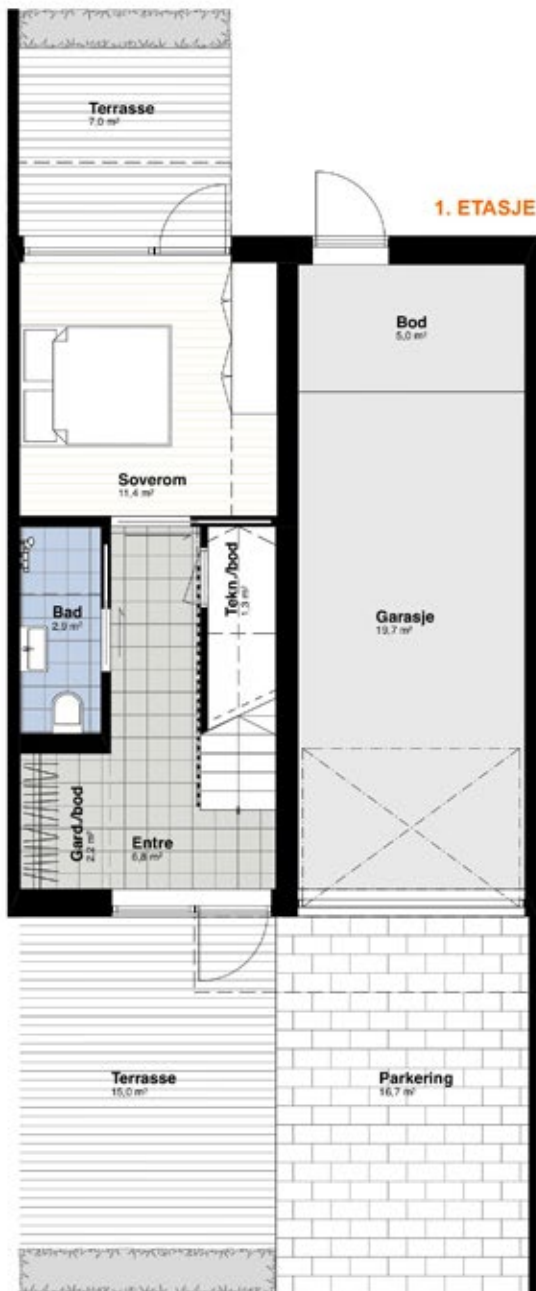 Terrasse
7,0 m²
1. ETASJE
Bod
5,0 m²
Soverom
11,4 m²
Tekn./bod
1,3 m²
Bad
2,9 m²
Garasje
19,7 m²
Gard./bod
2,2 m²
Entre
6,8 m²
Terrasse
15,0 m²
Parkering
16,7 m²